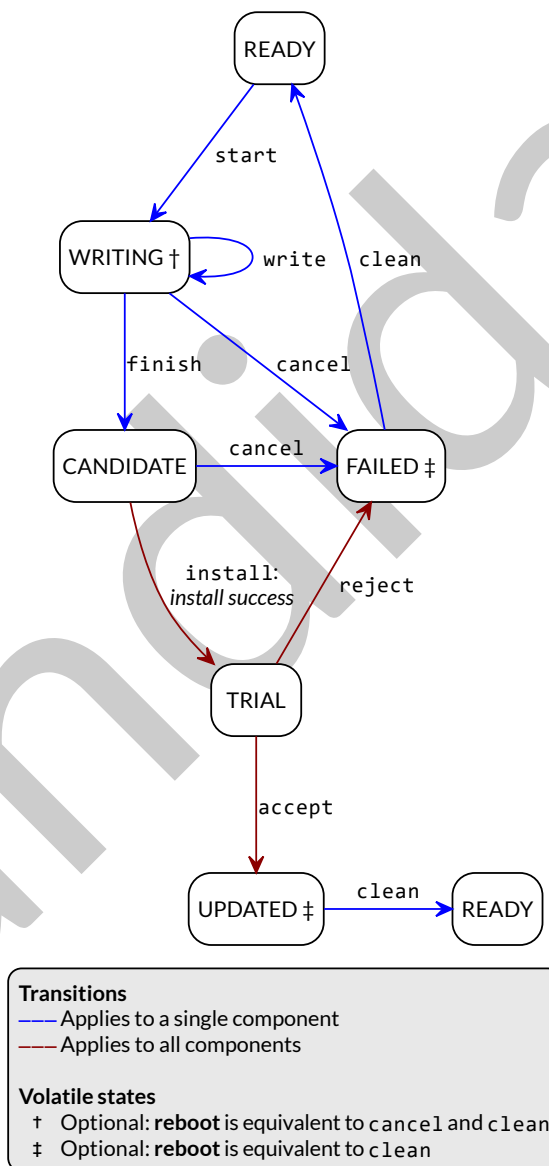 READY
start
WRITING †
write
clean
finish
cancel
CANDIDATE
cancel
FAILED ‡
install:
install success
reject
TRIAL
accept
UPDATED ‡
clean
READY
Transitions
Applies to a single component
Applies to all components
Volatile states
† Optional: reboot is equivalent to cancel and clean
‡ Optional: reboot is equivalent to clean